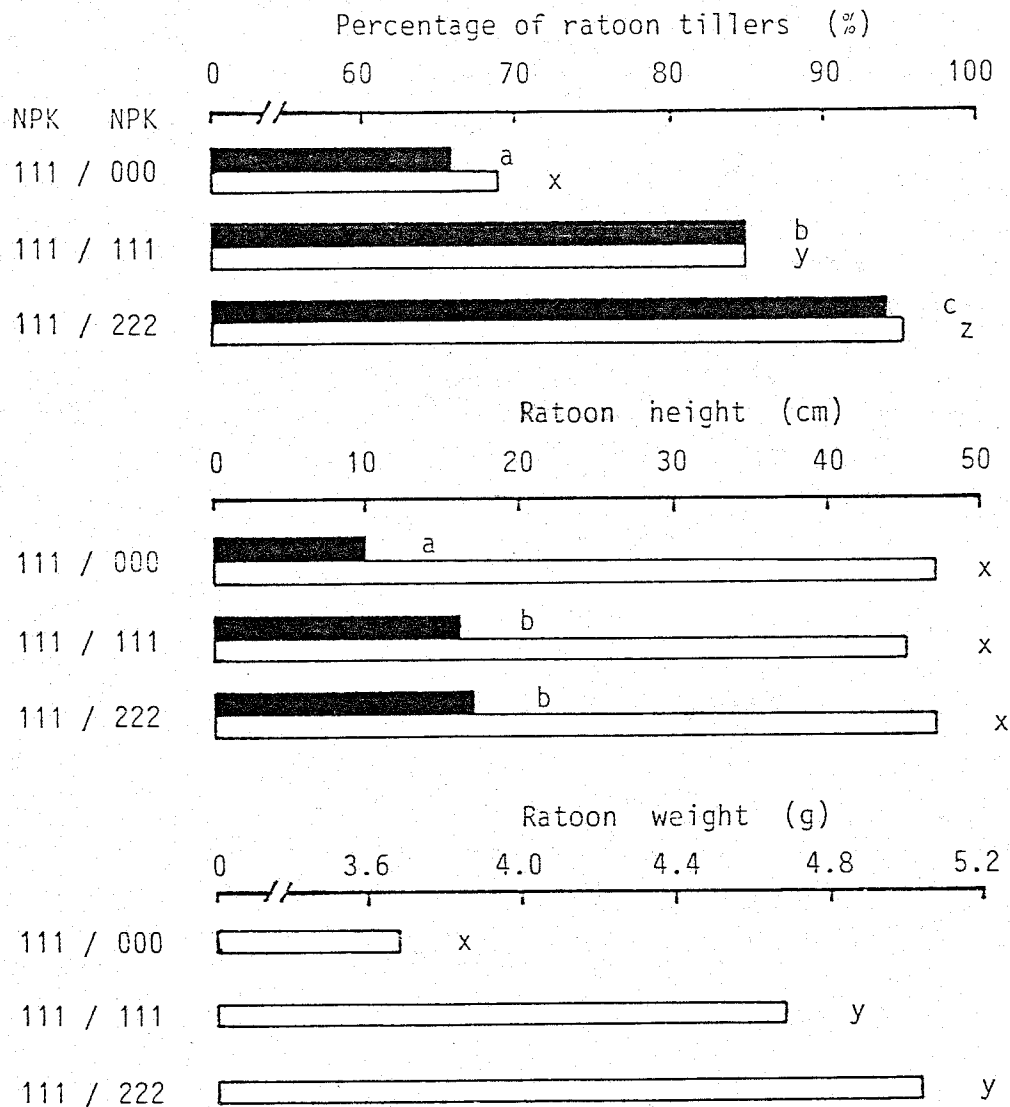 Percentage of ratoon tillers (%)
0 60 70 80 90 100
NPK NPK
111 / 000 a
x
111 / 111 b
y
111 / 222 c
z
Ratoon height (cm)
0 10 20 30 40 50
111 / 000 a
x
111 / 111 b
x
111 / 222 b
x
Ratoon weight (g)
0 3.6 4.0 4.4 4.8 5.2
111 / 000 x
111 / 111 y
111 / 222 y